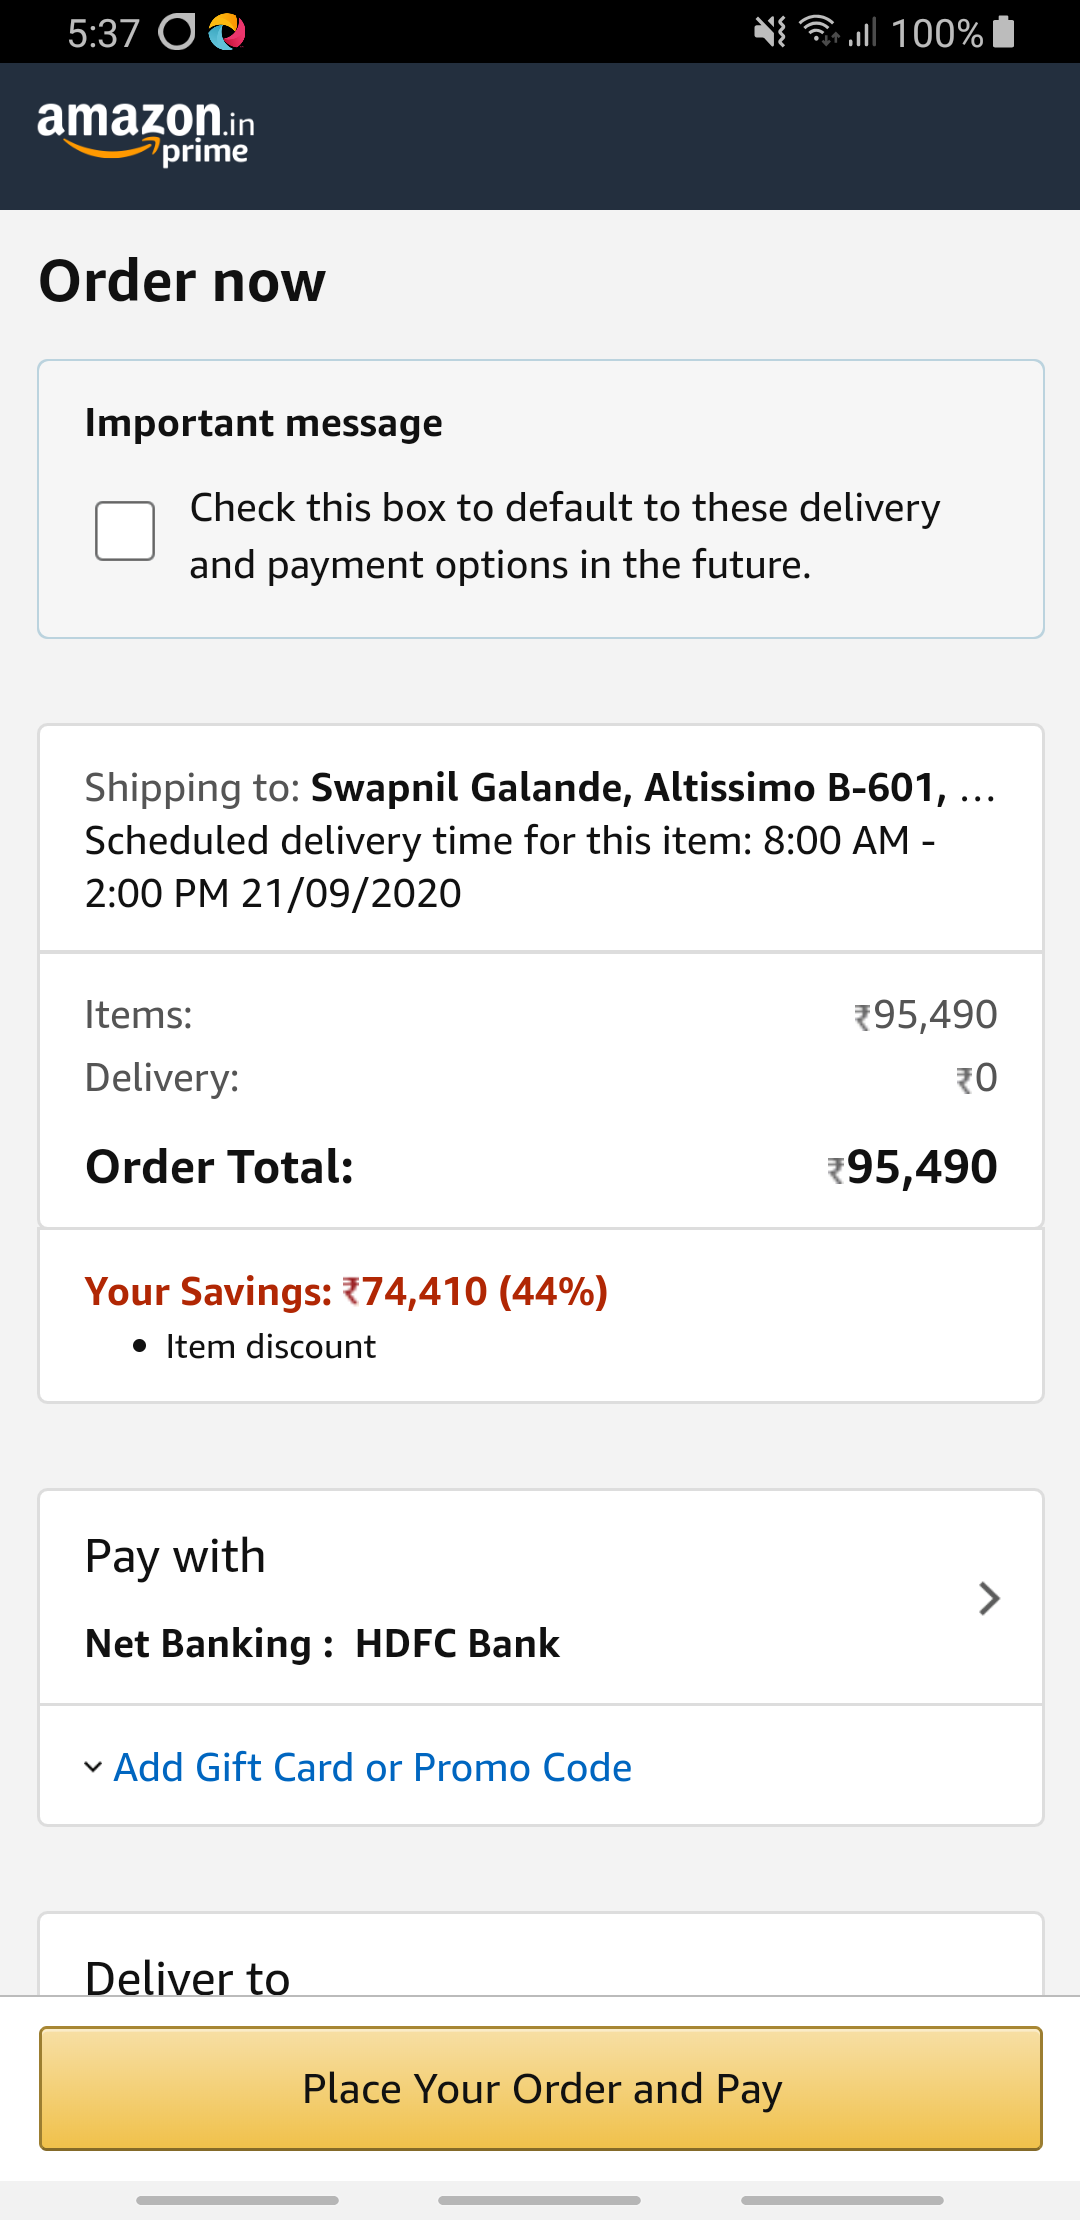 5:37
100%
amazon.in
prime
Order now
Important message
Check this box to default to these delivery
and payment options in the future.
Shipping to: Swapnil Galande, Altissimo B-601, ...
Scheduled delivery time for this item: 8:00 AM -
2:00 PM 21/09/2020
Items: ₹95,490
Delivery: ₹0
Order Total: ₹95,490
Your Savings: ₹74,410 (44%)
• Item discount
Pay with
Net Banking : HDFC Bank
Add Gift Card or Promo Code
Deliver to
Place Your Order and Pay